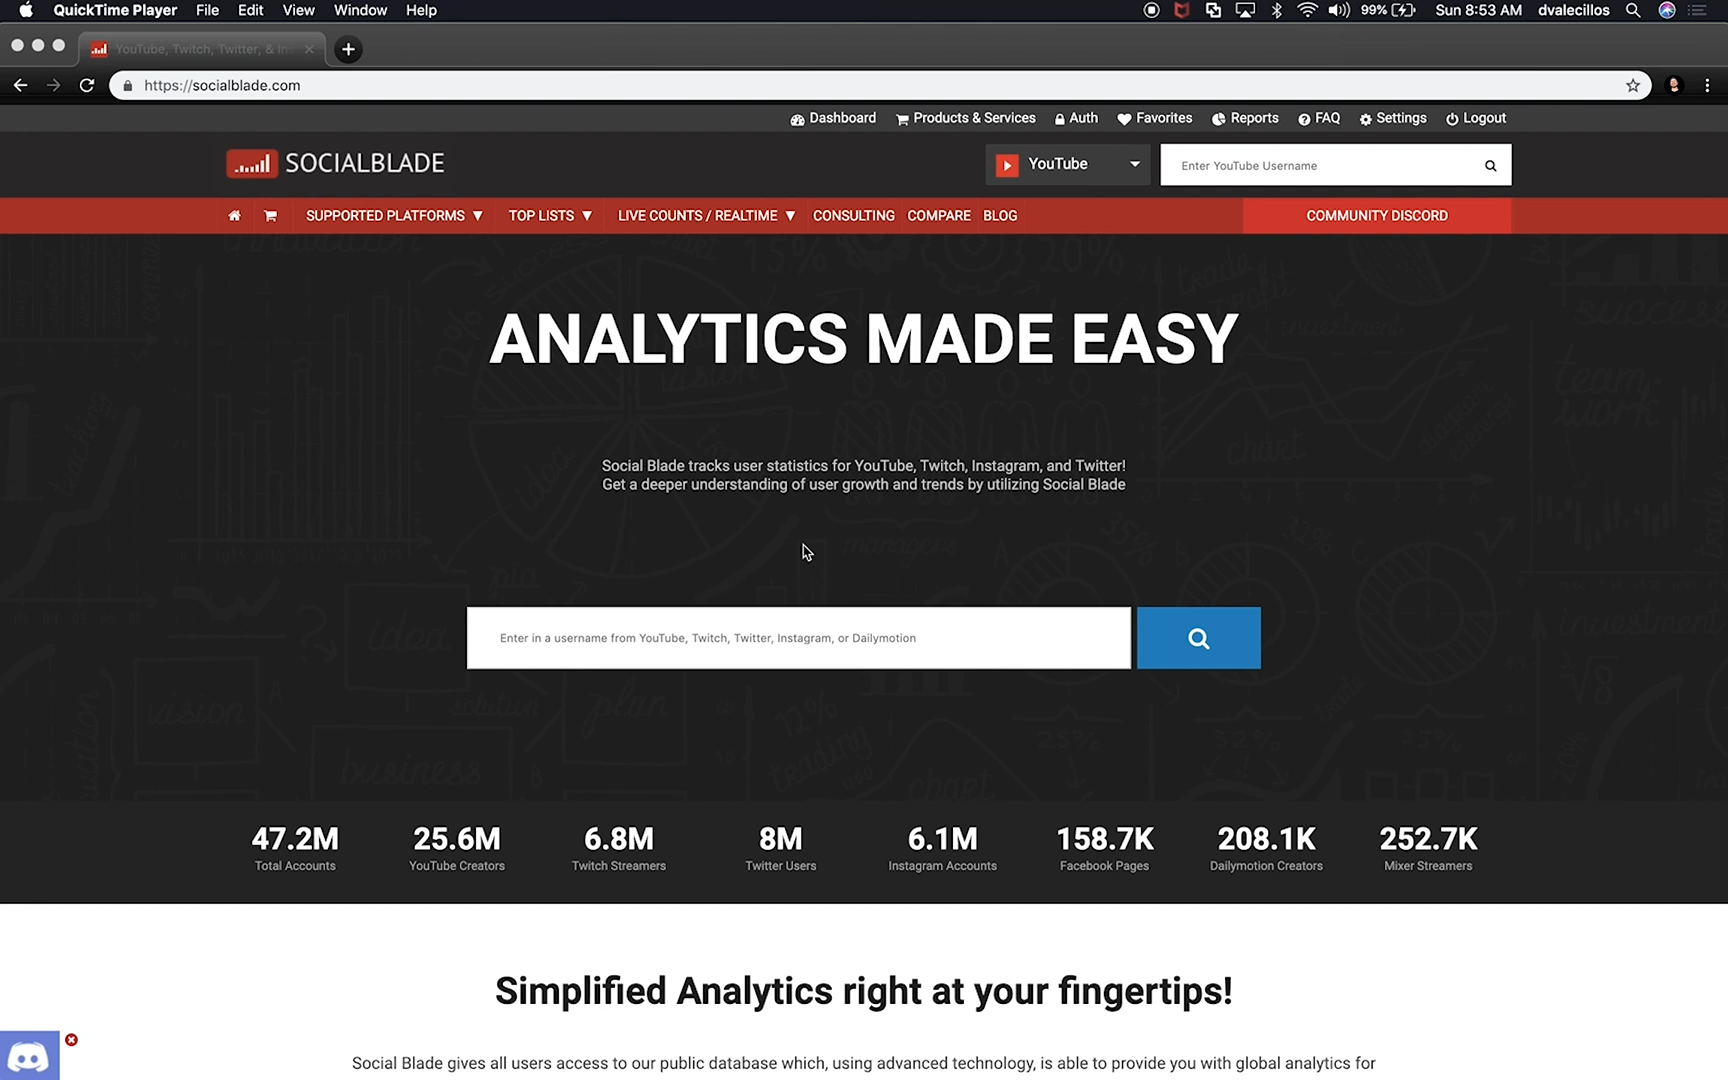 QuickTime Player File Edit View Window Help 99% Sun 8:53 AM dvalecillos
YouTube, Twitch, Twitter, & In
https://socialblade.com
Dashboard Products & Services Auth Favorites Reports FAQ Settings Logout
SOCIALBLADE YouTube Enter YouTube Username
SUPPORTED PLATFORMS ▼ TOP LISTS ▼ LIVE COUNTS / REALTIME ▼ CONSULTING COMPARE BLOG COMMUNITY DISCORD
ANALYTICS MADE EASY
Social Blade tracks user statistics for YouTube, Twitch, Instagram, and Twitter!
Get a deeper understanding of user growth and trends by utilizing Social Blade
Enter in a username from YouTube, Twitch, Twitter, Instagram, or Dailymotion
47.2M 25.6M 6.8M 8M 6.1M 158.7K 208.1K 252.7K
Total Accounts YouTube Creators Twitch Streamers Twitter Users Instagram Accounts Facebook Pages Dailymotion Creators Mixer Streamers
Simplified Analytics right at your fingertips!
Social Blade gives all users access to our public database which, using advanced technology, is able to provide you with global analytics for